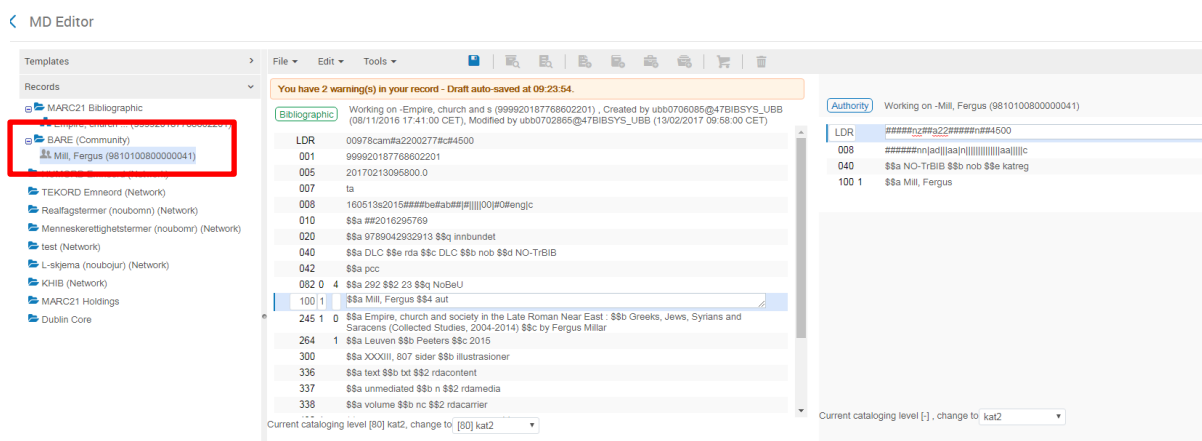 MD Editor
Templates
Records
MARC21 Bibliographic
Empire, church ... (999920187768602201)
BARE (Community)
Mill, Fergus (9810100800000041)
HUMORD Emneord (Network)
TEKORD Emneord (Network)
Realfagstermer (noubomn) (Network)
Menneskerettighetstermer (noubomr) (Network)
test (Network)
L-skjema (noubojur) (Network)
KHIB (Network)
MARC21 Holdings
Dublin Core
File Edit Tools
You have 2 warning(s) in your record - Draft auto-saved at 09:23:54.
Bibliographic Working on -Empire, church and s (999920187768602201) , Created by ubb0706085@47BIBSYS_UBB
(08/11/2016 17:41:00 CET), Modified by ubb0702865@47BIBSYS_UBB (13/02/2017 09:58:00 CET)
LDR 00978cam#a2200277#c#4500
001 999920187768602201
005 20170213095800.0
007 ta
008 160513s2015####be#ab##|#|||||00|#0#eng|c
010 $$a ##2016295769
020 $$a 9789042932913 $$q innbundet
040 $$a DLC $$e rda $$c DLC $$b nob $$d NO-TrBIB
042 $$a pcc
082 0 4 $$a 292 $$2 23 $$q NoBeU
100 1 $$a Mill, Fergus $$4 aut
245 1 0 $$a Empire, church and society in the Late Roman Near East : $$b Greeks, Jews, Syrians and
Saracens (Collected Studies, 2004-2014) $$c by Fergus Millar
264 1 $$a Leuven $$b Peeters $$c 2015
300 $$a XXXIII, 807 sider $$b illustrasioner
336 $$a text $$b txt $$2 rdacontent
337 $$a unmediated $$b n $$2 rdamedia
338 $$a volume $$b nc $$2 rdacarrier
Current cataloging level [80] kat2, change to [80] kat2
Authority Working on -Mill, Fergus (9810100800000041)
LDR #####nz##a22#####n##4500
008 ######nn|ad|||aa|n||||||||||||||aa|||||c
040 $$a NO-TrBIB $$b nob $$e katreg
100 1 $$a Mill, Fergus
Current cataloging level [-] , change to kat2